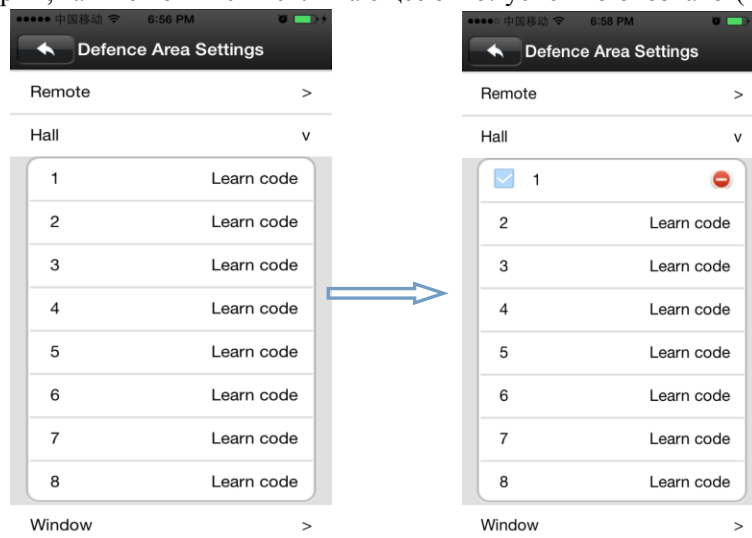 中国移动 6:56 PM
Defence Area Settings
Remote >
Hall v
1 Learn code
2 Learn code
3 Learn code
4 Learn code
5 Learn code
6 Learn code
7 Learn code
8 Learn code
Window >
中国移动 6:58 PM
Defence Area Settings
Remote >
Hall v
1
2 Learn code
3 Learn code
4 Learn code
5 Learn code
6 Learn code
7 Learn code
8 Learn code
Window >